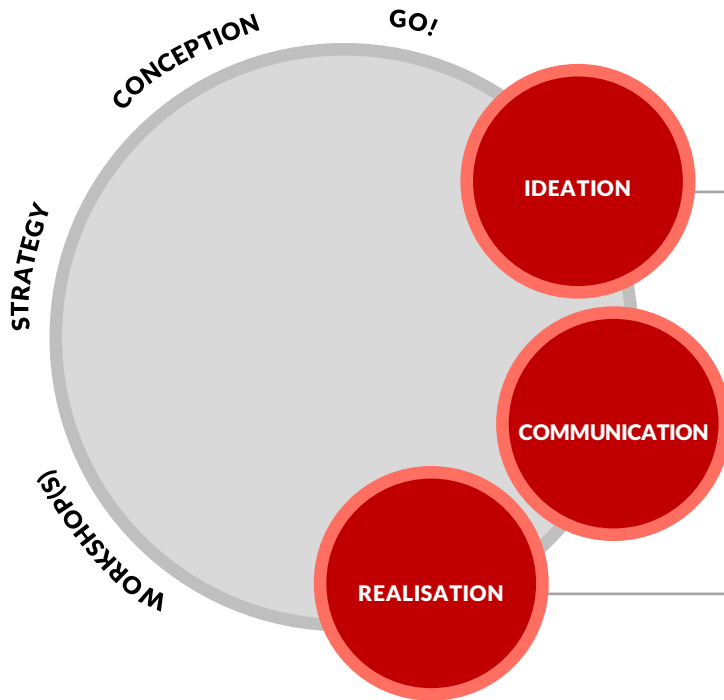 GO!
CONCEPTION
STRATEGY
WORKSHOP(S)
IDEATION
COMMUNICATION
REALISATION